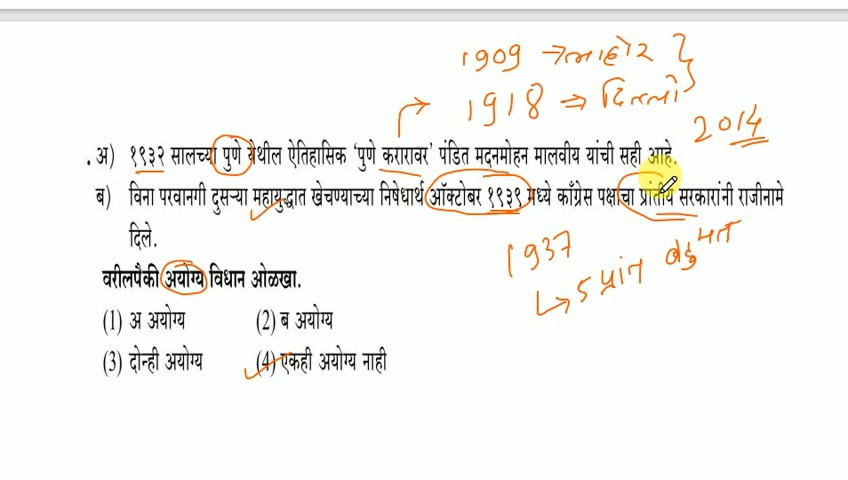 1909 → लाहोर
1918 ⇒ दिल्ली
2014
अ) १९३२ सालच्या पुणे येथील ऐतिहासिक 'पुणे करारावर' पंडित मदनमोहन मालवीय यांची सही आहे.
ब) विना परवानगी दुसऱ्या महायुद्धात खेचण्याच्या निषेधार्थ ऑक्टोबर १९३९ मध्ये काँग्रेस पक्षाचा प्रांतीय सरकारांनी राजीनामे
दिले.
1937
↳ 5 प्रांत बहुमत
वरीलपैकी अयोग्य विधान ओळखा.
(1) अ अयोग्य (2) ब अयोग्य
(3) दोन्ही अयोग्य (4) एकही अयोग्य नाही